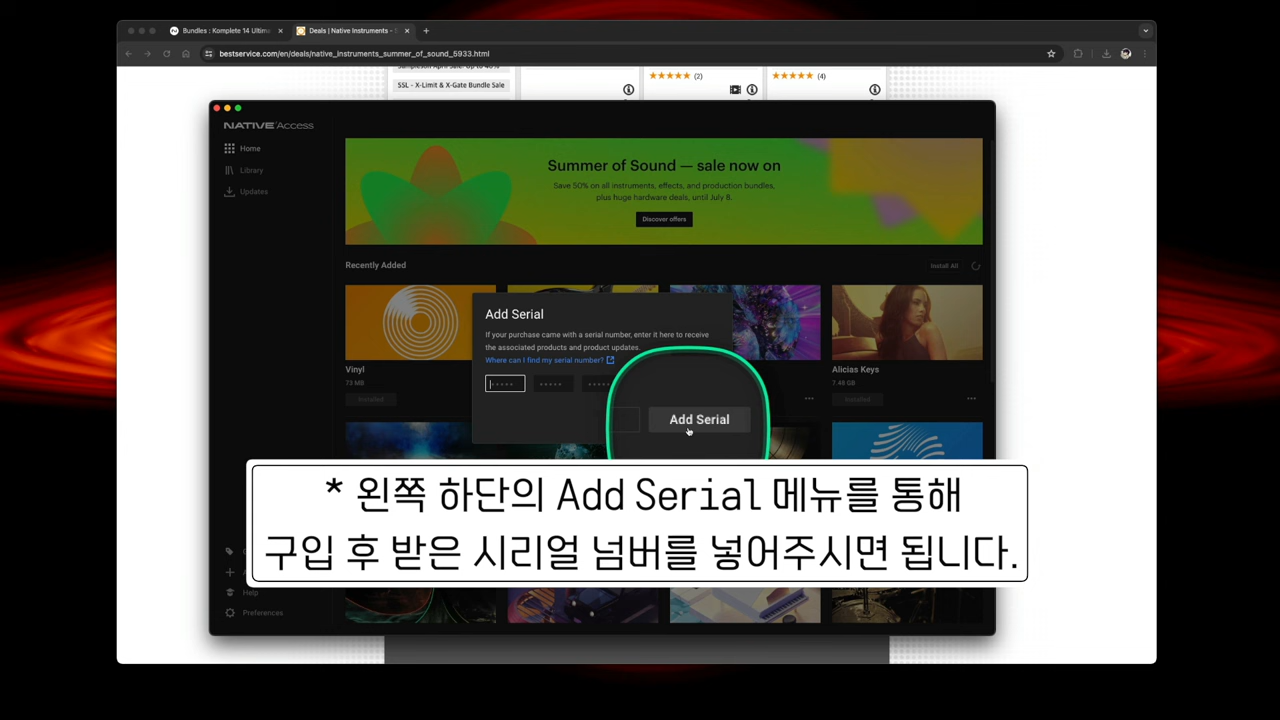 Bundles : Komplete 14 Ultima
Deals | Native Instruments - S
bestservice.com/en/deals/native_instruments_summer_of_sound_5933.html
(2)
(4)
SSL - X-Limit & X-Gate Bundle Sale
NATIVE Access
Home
Library
Updates
Summer of Sound — sale now on
Save 50% on all instruments, effects, and production bundles,
plus huge hardware deals, until July 8.
Discover offers
Recently Added
Install All
Add Serial
If your purchase came with a serial number, enter it here to receive
the associated products and product updates.
Where can I find my serial number?
Vinyl
73 MB
Installed
Alicias Keys
7.48 GB
Installed
Add Serial
* 왼쪽 하단의 Add Serial 메뉴를 통해
구입 후 받은 시리얼 넘버를 넣어주시면 됩니다.
Help
Preferences